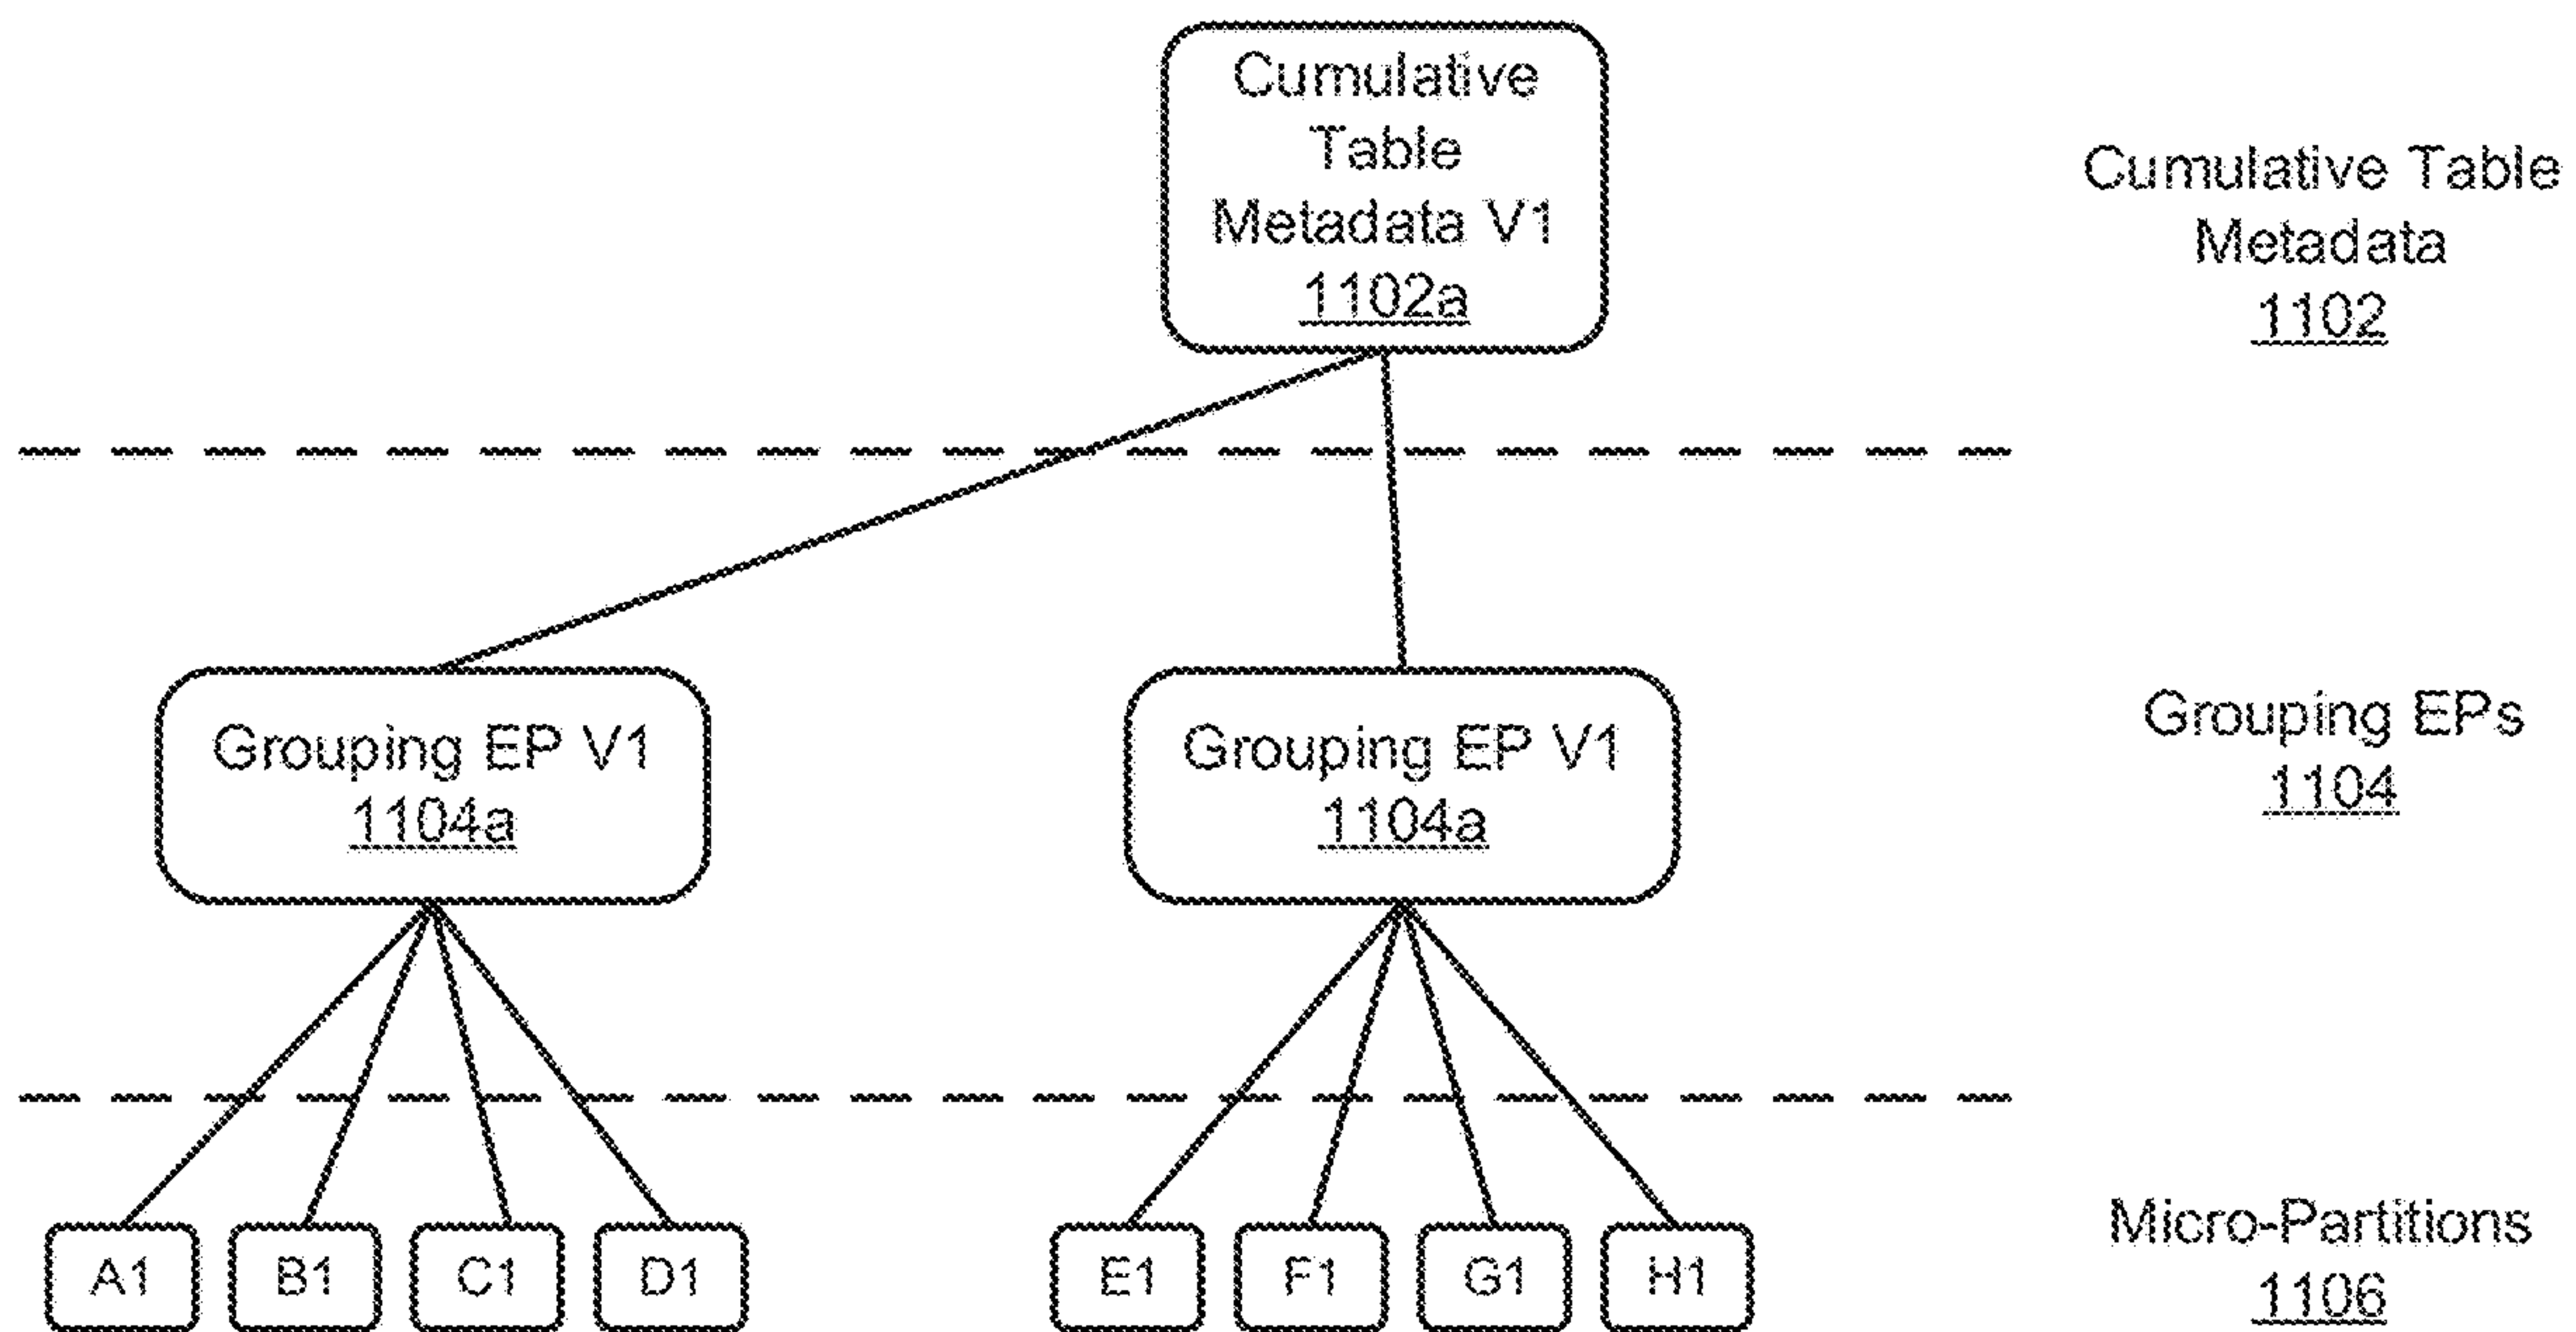 Cumulative
Table
Metadata V1
1102a
Cumulative Table
Metadata
1102
Grouping EP V1
1104a
Grouping EP V1
1104a
Grouping EPs
1104
A1
B1
C1
D1
E1
F1
G1
H1
Micro-Partitions
1106